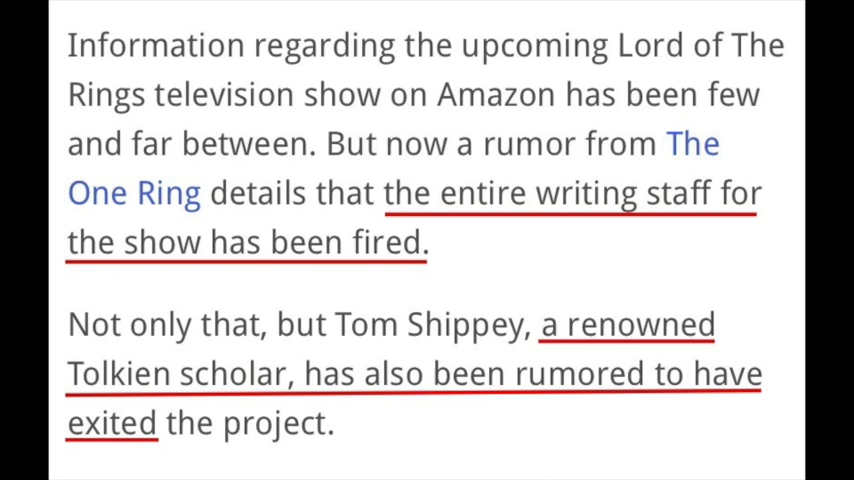 Information regarding the upcoming Lord of The
Rings television show on Amazon has been few
and far between. But now a rumor from The
One Ring details that the entire writing staff for
the show has been fired.
Not only that, but Tom Shippey, a renowned
Tolkien scholar, has also been rumored to have
exited the project.